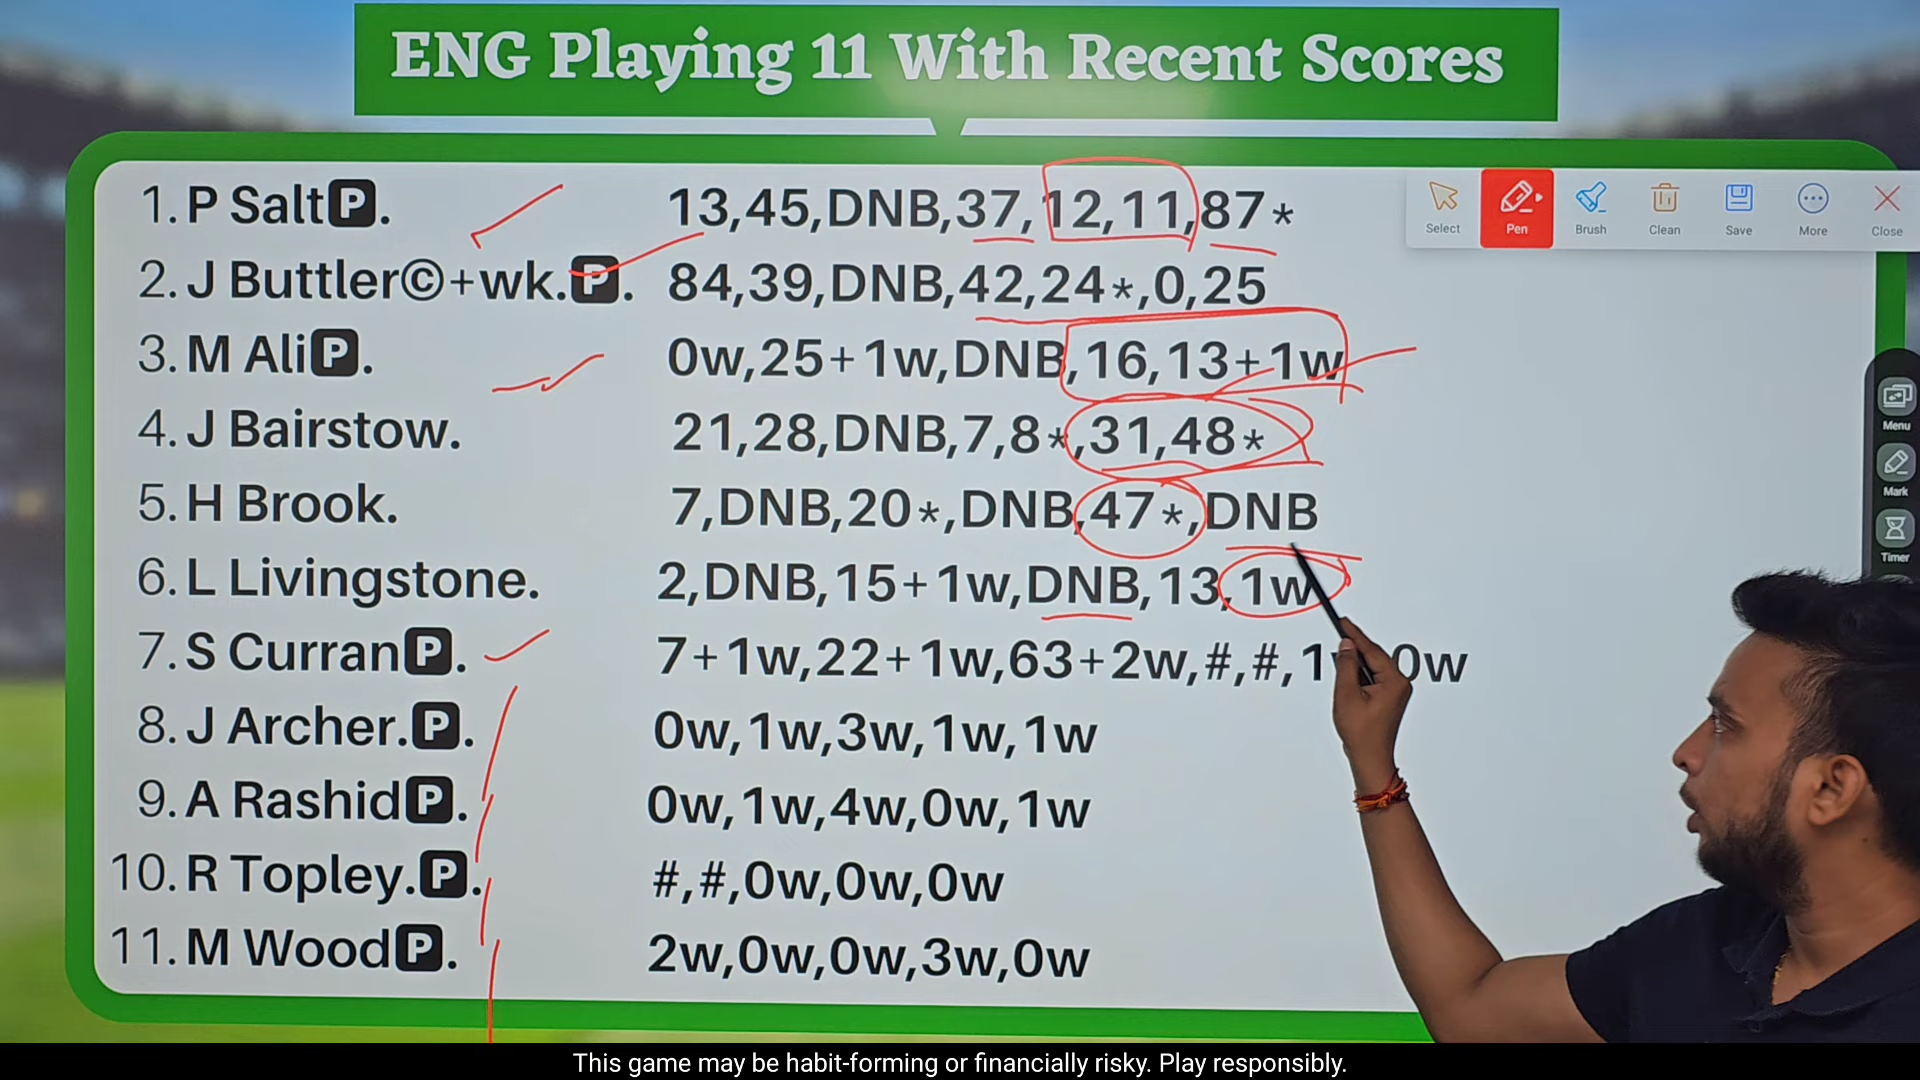 ENG Playing 11 With Recent Scores
1. P Salt P. 13,45,DNB,37,12,11,87*
2. J Buttler©+wk. P. 84,39,DNB,42,24*,0,25
3. M Ali P. 0w,25+1w,DNB,16,13+1w
4. J Bairstow. 21,28,DNB,7,8*,31,48*
5. H Brook. 7,DNB,20*,DNB,47*,DNB
6. L Livingstone. 2,DNB,15+1w,DNB,13,1w
7. S Curran P. 7+1w,22+1w,63+2w,#,#, 0w
8. J Archer. P. 0w,1w,3w,1w,1w
9. A Rashid P. 0w,1w,4w,0w,1w
10. R Topley. P. #,#,0w,0w,0w
11. M Wood P. 2w,0w,0w,3w,0w
Select Pen Brush Clean Save More Close
Menu
Mark
Timer
This game may be habit-forming or financially risky. Play responsibly.